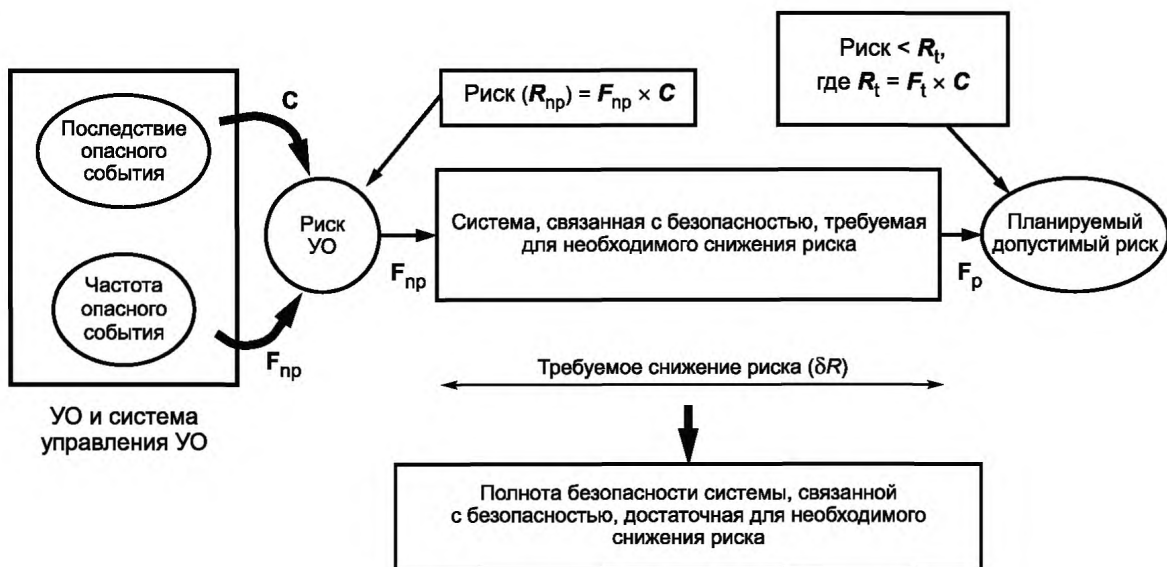 Риск < Rt,
где Rt = Ft × C
Риск (Rnp) = Fnp × C
C
Последствие
опасного
события
Риск
УО
Система, связанная с безопасностью, требуемая
для необходимого снижения риска
Планируемый
допустимый риск
Fnp
Fp
Частота
опасного
события
Fnp
Требуемое снижение риска (δR)
УО и система
управления УО
Полнота безопасности системы, связанной
с безопасностью, достаточная для необходимого
снижения риска